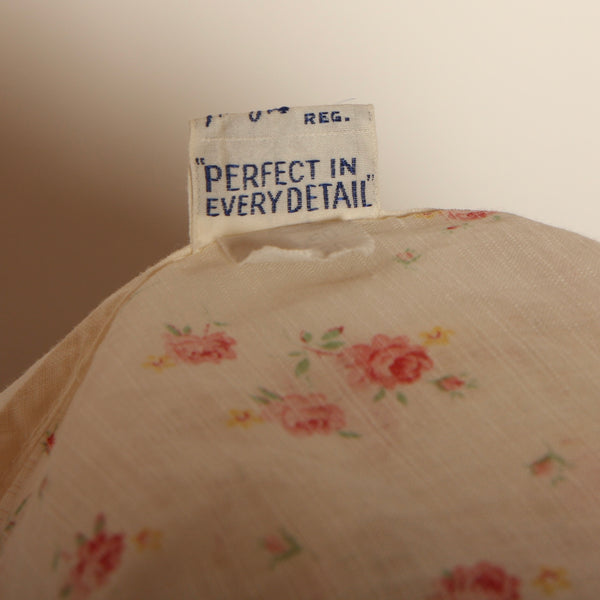 REG.
"PERFECT IN
EVERY DETAIL"